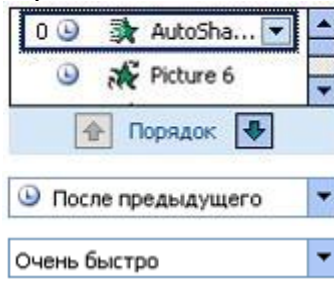 0 AutoSha...
Picture 6
Порядок
После предыдущего
Очень быстро